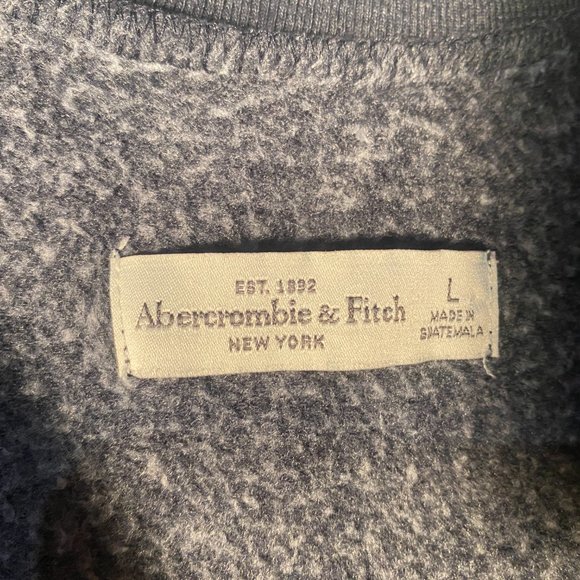 EST. 1892
Abercrombie & Fitch
NEW YORK
L
MADE IN
GUATEMALA